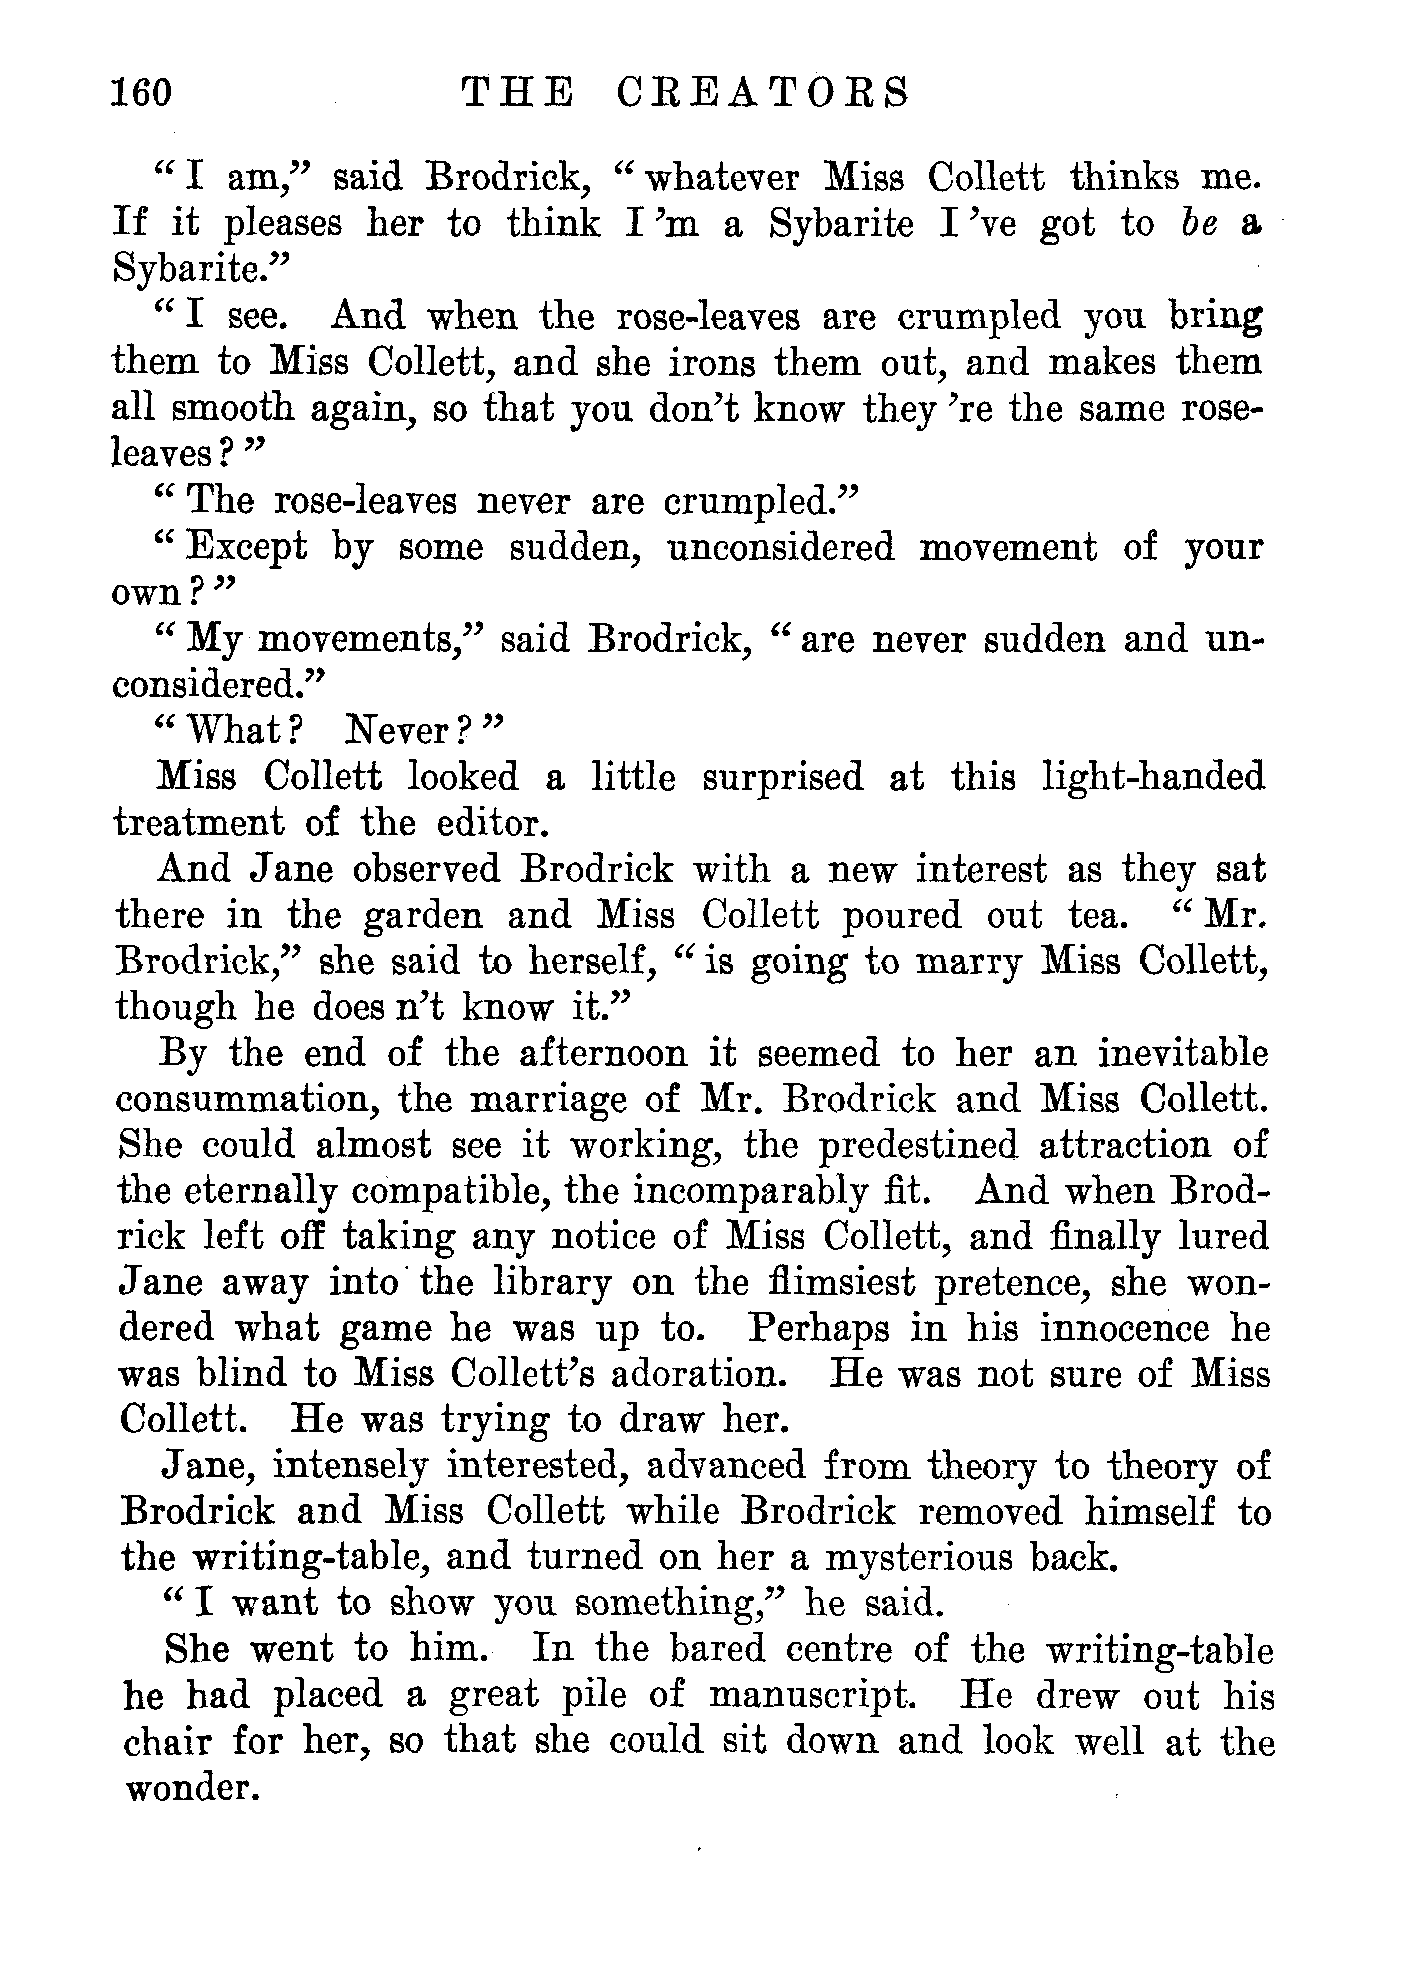 160 THE CREATORS
“I am,” said Brodrick, “whatever Miss Collett thinks me.
If it pleases her to think I’m a Sybarite I’ve got to be a
Sybarite.”
“I see. And when the rose-leaves are crumpled you bring
them to Miss Collett, and she irons them out, and makes them
all smooth again, so that you don’t know they’re the same rose-
leaves?”
“The rose-leaves never are crumpled.”
“Except by some sudden, unconsidered movement of your
own?”
“My movements,” said Brodrick, “are never sudden and un-
considered.”
“What? Never?”
Miss Collett looked a little surprised at this light-handed
treatment of the editor.
And Jane observed Brodrick with a new interest as they sat
there in the garden and Miss Collett poured out tea. “Mr.
Brodrick,” she said to herself, “is going to marry Miss Collett,
though he does n’t know it.”
By the end of the afternoon it seemed to her an inevitable
consummation, the marriage of Mr. Brodrick and Miss Collett.
She could almost see it working, the predestined attraction of
the eternally compatible, the incomparably fit. And when Brod-
rick left off taking any notice of Miss Collett, and finally lured
Jane away into the library on the flimsiest pretence, she won-
dered what game he was up to. Perhaps in his innocence he
was blind to Miss Collett’s adoration. He was not sure of Miss
Collett. He was trying to draw her.
Jane, intensely interested, advanced from theory to theory of
Brodrick and Miss Collett while Brodrick removed himself to
the writing-table, and turned on her a mysterious back.
“I want to show you something,” he said.
She went to him. In the bared centre of the writing-table
he had placed a great pile of manuscript. He drew out his
chair for her, so that she could sit down and look well at the
wonder.